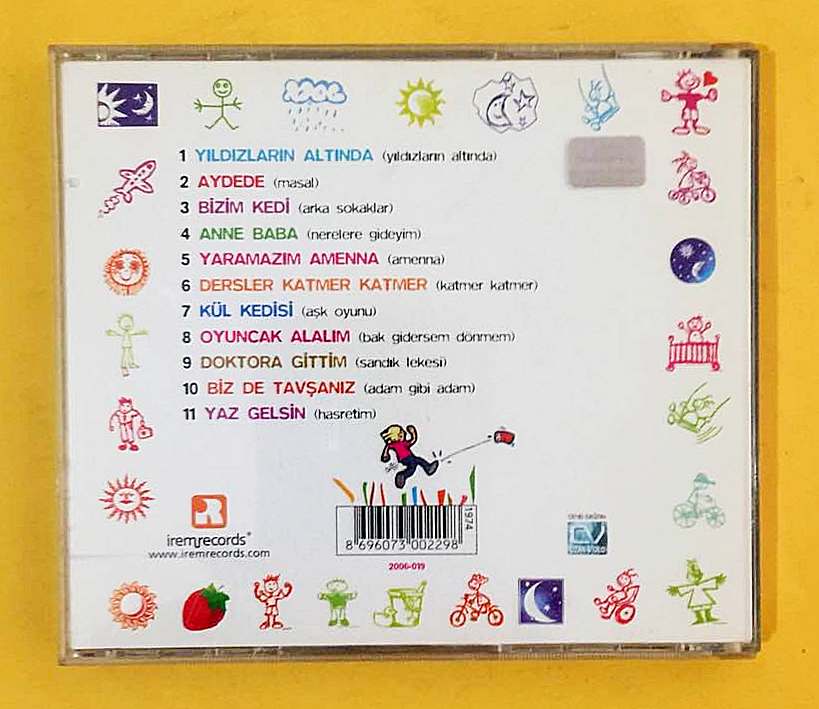 1 YILDIZLARIN ALTINDA (yıldızların altında)
2 AYDEDE (masal)
3 BİZİM KEDİ (arka sokaklar)
4 ANNE BABA (nerelere gideyim)
5 YARAMAZIM AMENNA (amenna)
6 DERSLER KATMER KATMER (katmer katmer)
7 KÜL KEDİSİ (aşk oyunu)
8 OYUNCAK ALALIM (bak gidersem dönmem)
9 DOKTORA GİTTİM (sandık lekesi)
10 BİZ DE TAVŞANIZ (adam gibi adam)
11 YAZ GELSİN (hasretim)
iremrecords®
www.iremrecords.com
1974
8 696073 002298
2006-019